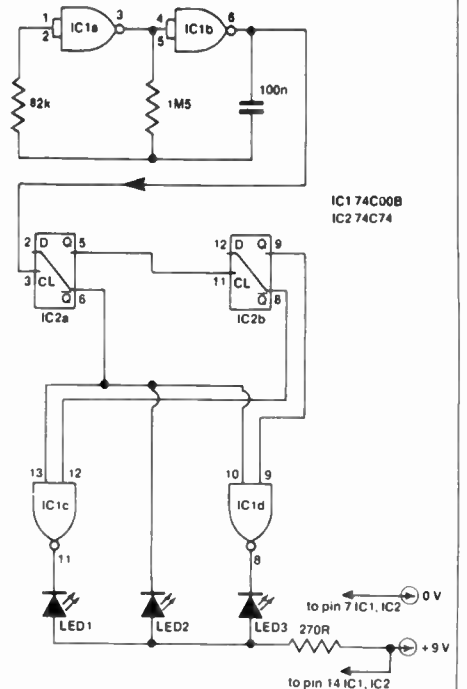 3
6
1
2
IC1a
4
5
IC1b
82k
1M5
100n
IC1 74C00B
IC2 74C74
2 D Q 5
3 CL
Q̅ 6
IC2a
12 D Q 9
11 CL
Q̅ 8
IC2b
13 12
IC1c
11
10 9
IC1d
8
LED1
LED2
LED3
270R
0 V
to pin 7 IC1, IC2
+9 V
to pin 14 IC1, IC2